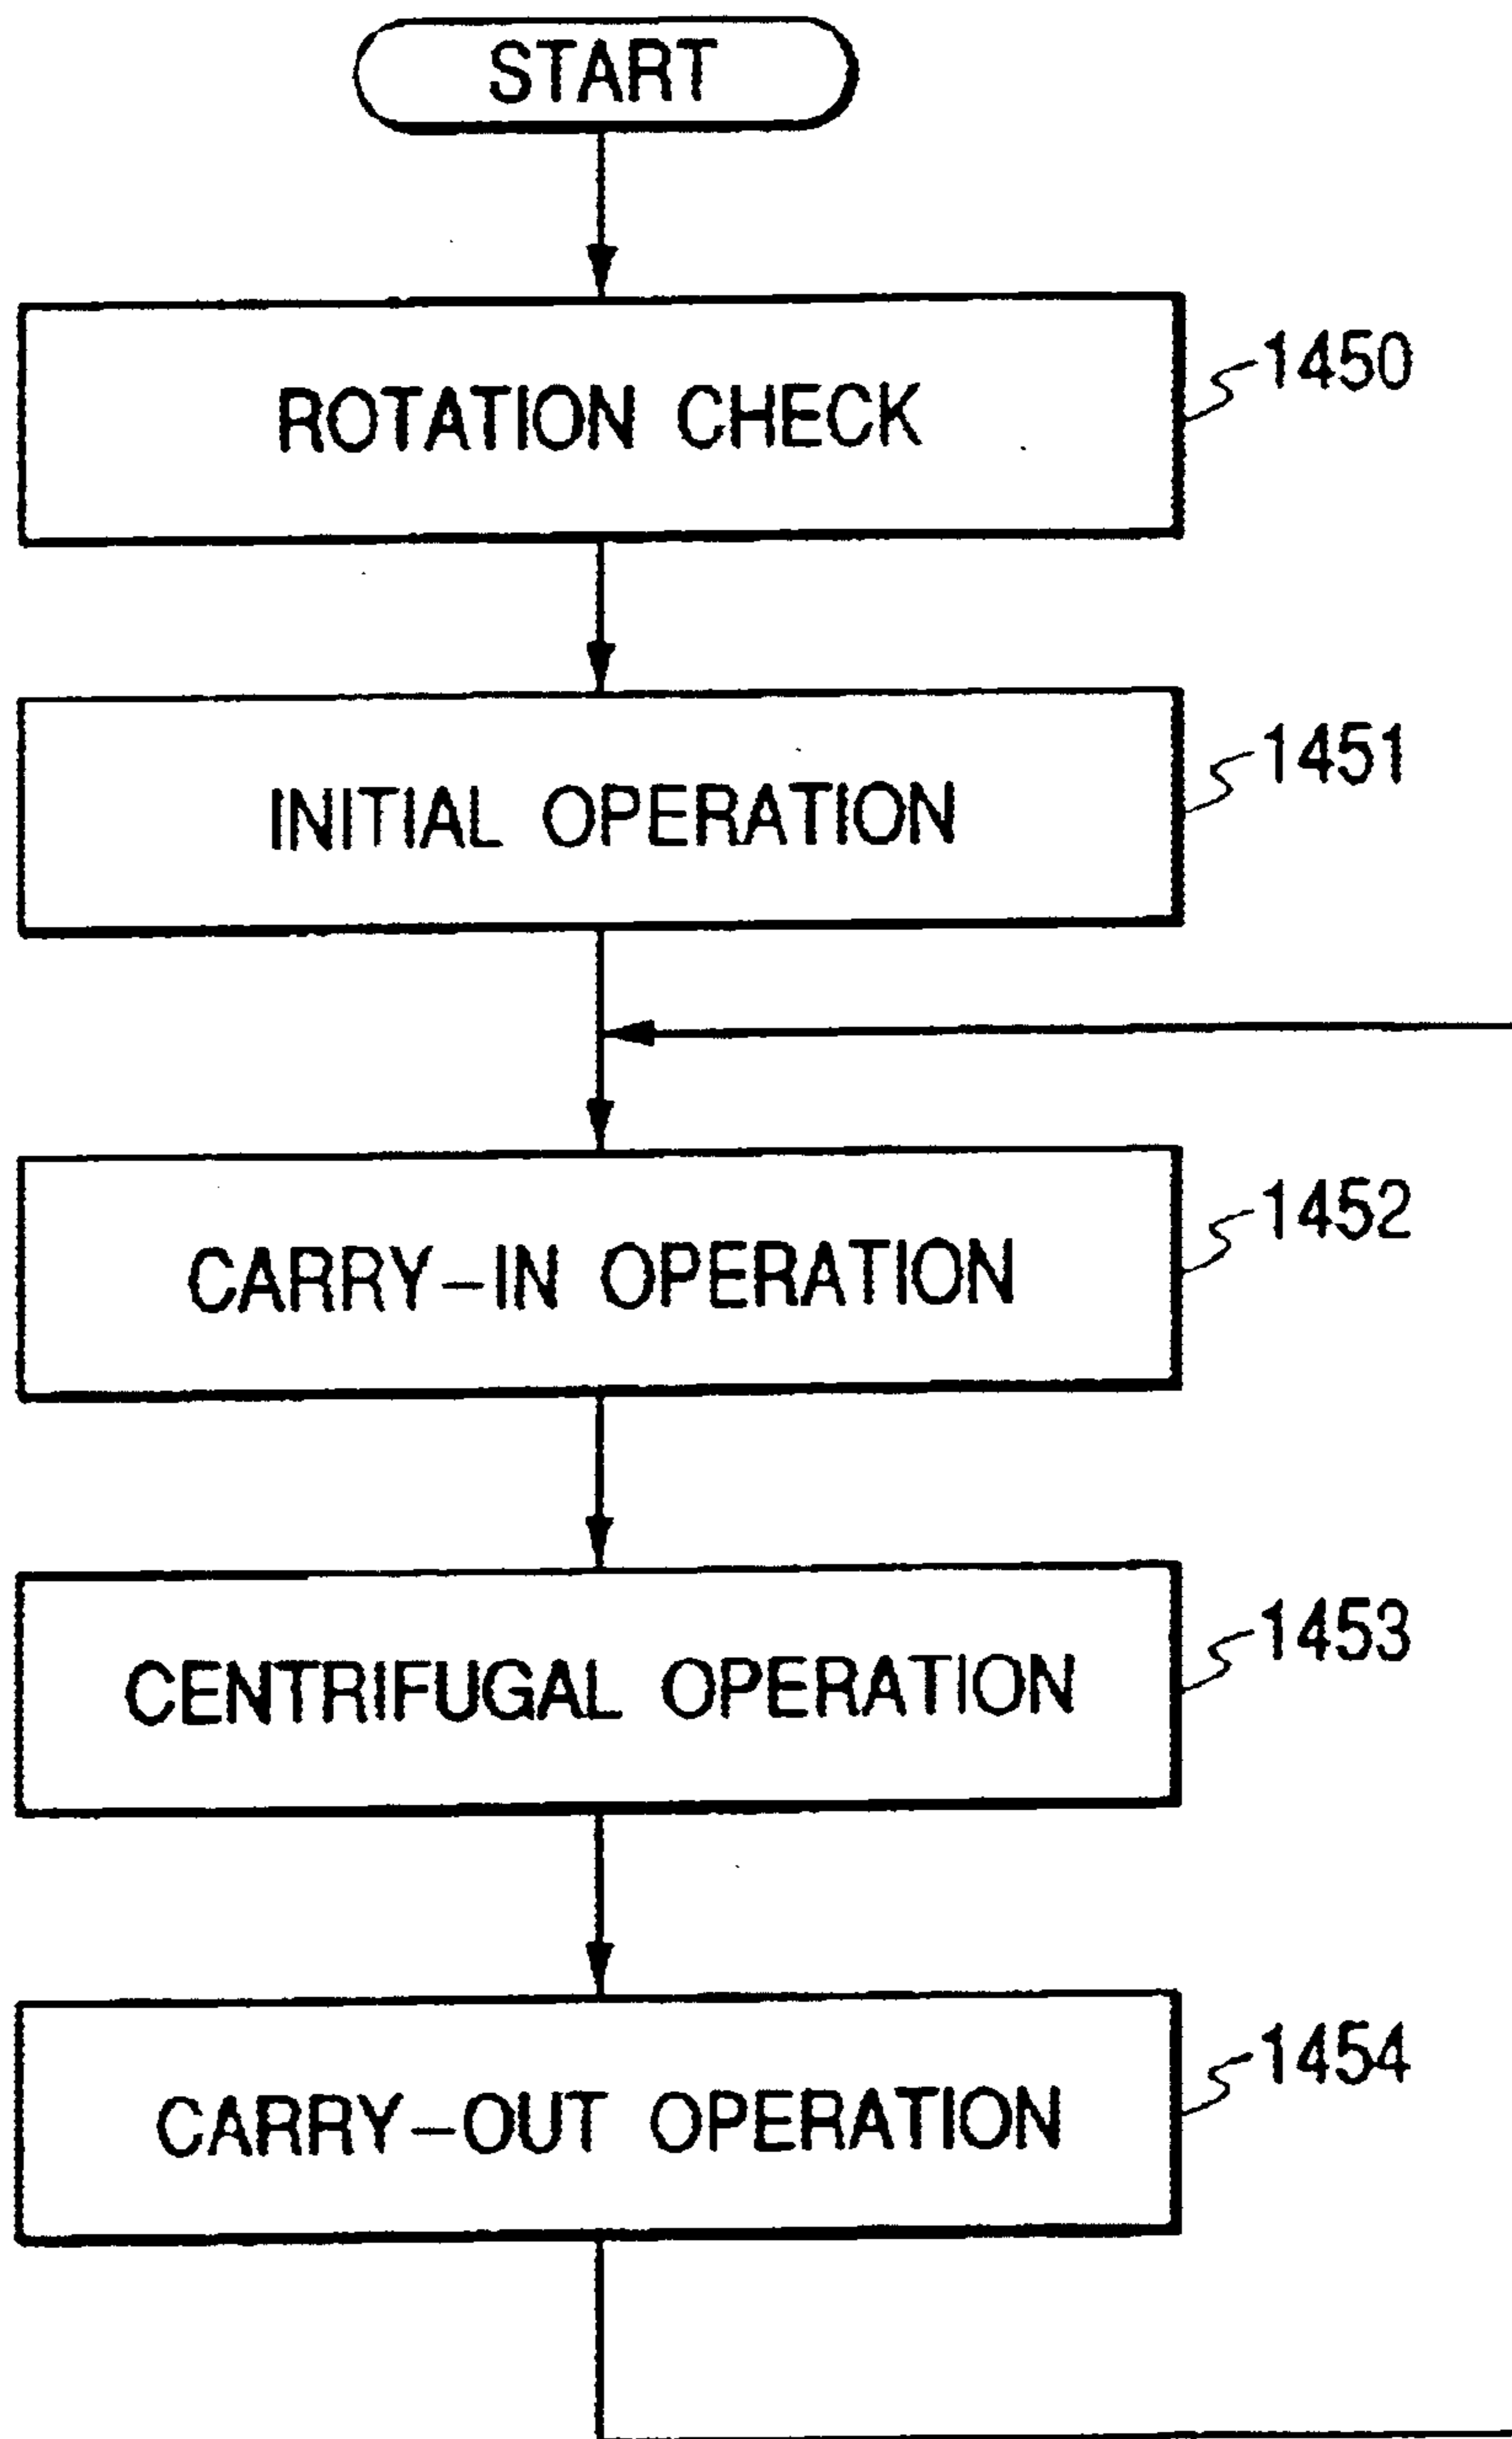 START
ROTATION CHECK
1450
INITIAL OPERATION
1451
CARRY-IN OPERATION
1452
CENTRIFUGAL OPERATION
1453
CARRY-OUT OPERATION
1454